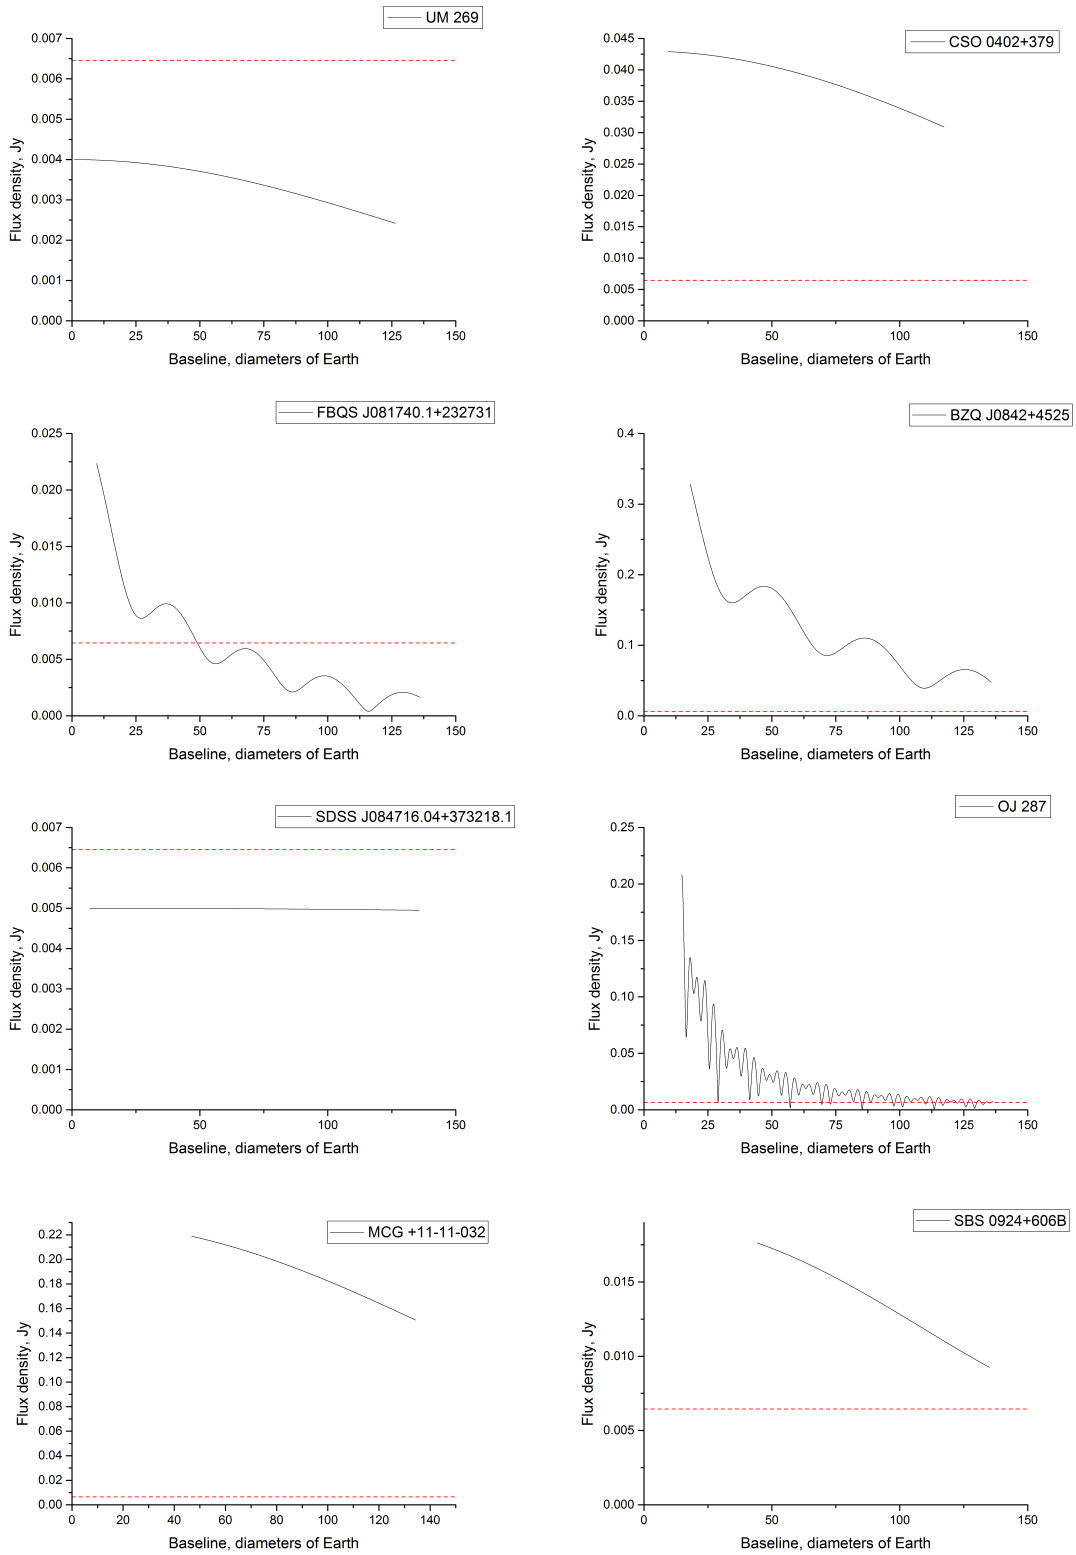 UM 269
0.007
0.006
0.005
0.004
0.003
0.002
0.001
0.000
Flux density, Jy
0 25 50 75 100 125 150
Baseline, diameters of Earth
CSO 0402+379
0.045
0.040
0.035
0.030
0.025
0.020
0.015
0.010
0.005
0.000
Flux density, Jy
0 50 100 150
Baseline, diameters of Earth
FBQS J081740.1+232731
0.025
0.020
0.015
0.010
0.005
0.000
Flux density, Jy
0 25 50 75 100 125 150
Baseline, diameters of Earth
BZQ J0842+4525
0.4
0.3
0.2
0.1
0.0
Flux density, Jy
0 25 50 75 100 125 150
Baseline, diameters of Earth
SDSS J084716.04+373218.1
0.007
0.006
0.005
0.004
0.003
0.002
0.001
0.000
Flux density, Jy
0 50 100 150
Baseline, diameters of Earth
OJ 287
0.25
0.20
0.15
0.10
0.05
0.00
Flux density, Jy
0 25 50 75 100 125 150
Baseline, diameters of Earth
MCG +11-11-032
0.22
0.20
0.18
0.16
0.14
0.12
0.10
0.08
0.06
0.04
0.02
0.00
Flux density, Jy
0 20 40 60 80 100 120 140
Baseline, diameters of Earth
SBS 0924+606B
0.015
0.010
0.005
0.000
Flux density, Jy
0 50 100 150
Baseline, diameters of Earth